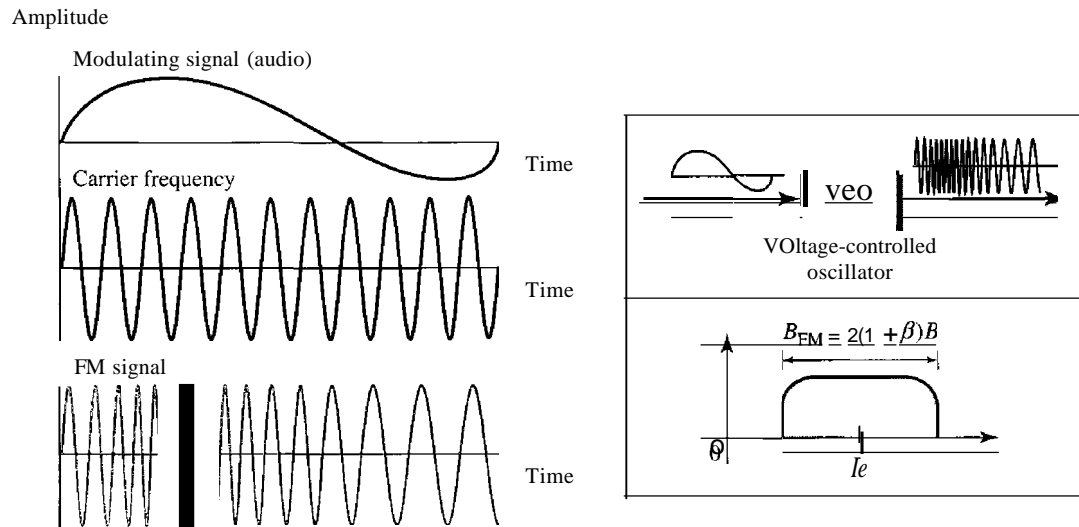 Amplitude
Modulating signal (audio)
Time
Carrier frequency
Time
FM signal
Time
veo
VOltage-controlled
oscillator
B_FM = 2(1 + β)B
0
Ie